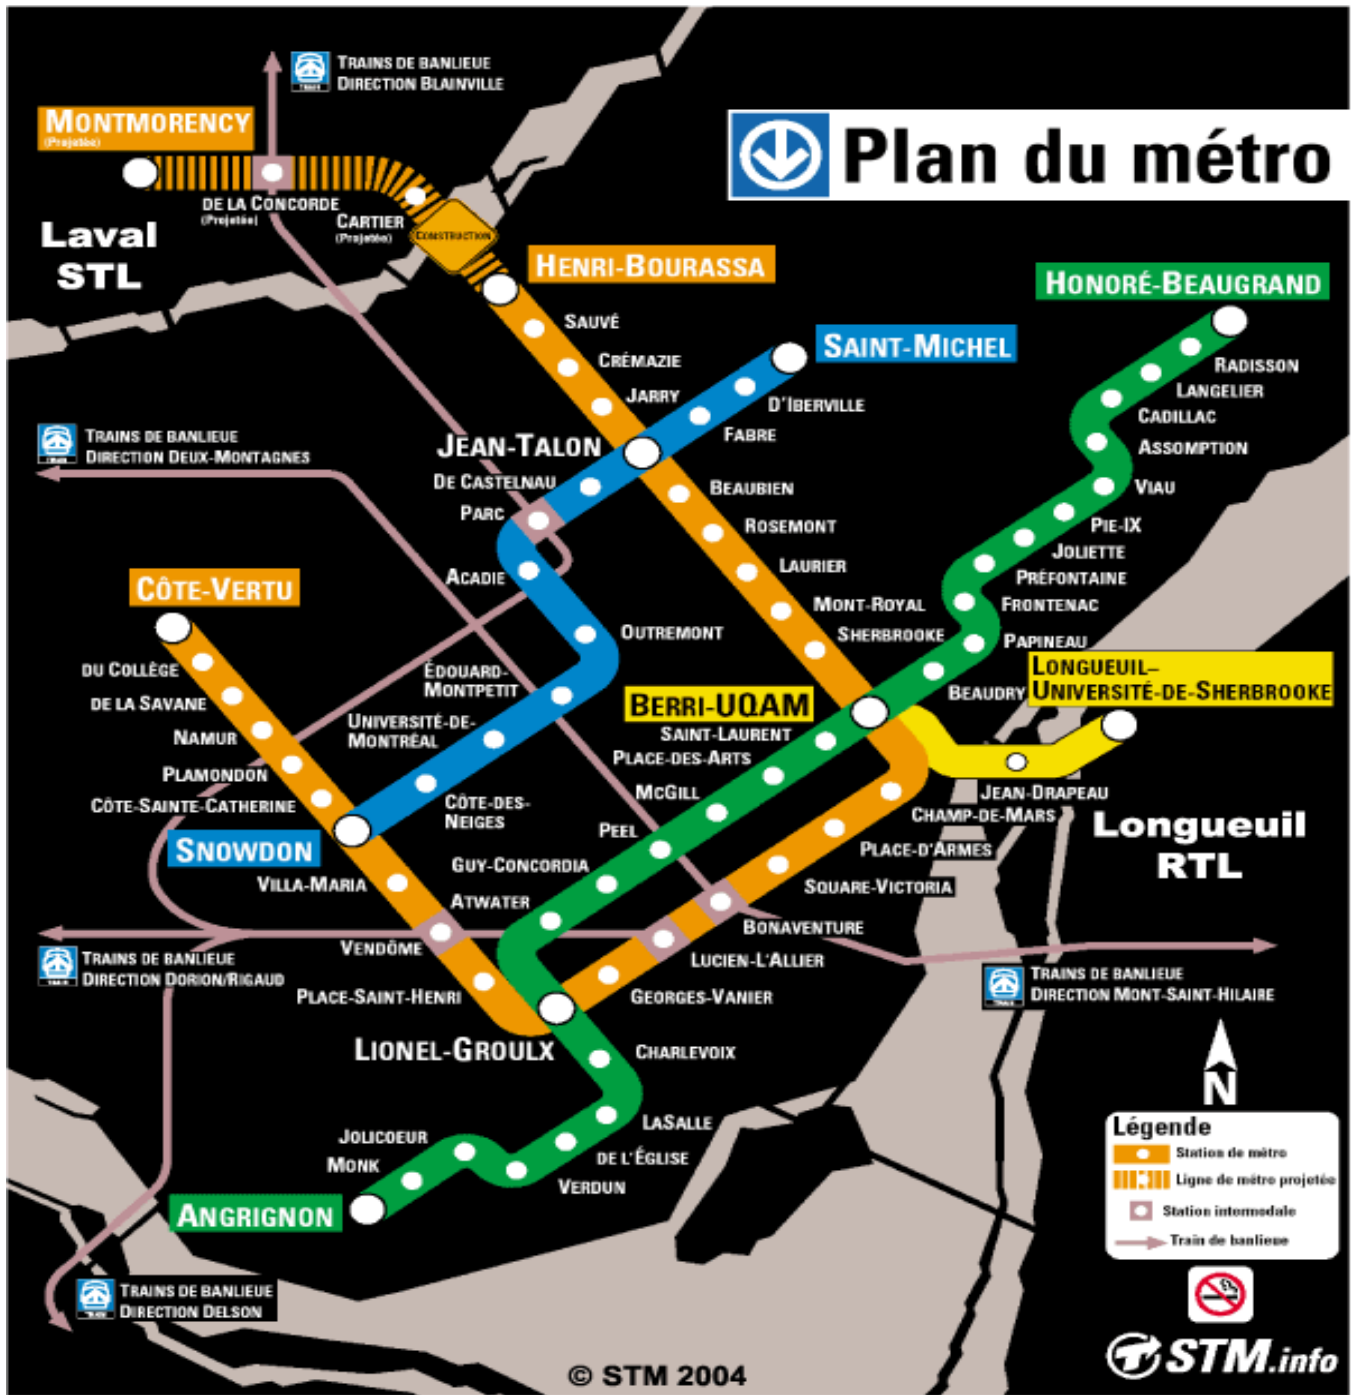 TRAINS DE BANLIEUE
DIRECTION BLAINVILLE
TRAIN
MONTMORENCY
(Projetée)
Plan du métro
DE LA CONCORDE
(Projetée)
CARTIER
(Projetée)
CONSTRUCTION
Laval
STL
HENRI-BOURASSA
HONORÉ-BEAUGRAND
SAUVÉ
SAINT-MICHEL
CRÉMAZIE
RADISSON
JARRY
D'IBERVILLE
LANGELIER
CADILLAC
TRAINS DE BANLIEUE
DIRECTION DEUX-MONTAGNES
TRAIN
JEAN-TALON
FABRE
ASSOMPTION
DE CASTELNAU
BEAUBIEN
VIAU
PARC
ROSEMONT
PIE-IX
JOLIETTE
ACADIE
LAURIER
PRÉFONTAINE
CÔTE-VERTU
MONT-ROYAL
FRONTENAC
OUTREMONT
SHERBROOKE
PAPINEAU
DU COLLÈGE
ÉDOUARD-
MONTPETIT
LONGUEUIL–
UNIVERSITÉ-DE-SHERBROOKE
BEAUDRY
DE LA SAVANE
BERRI-UQAM
NAMUR
UNIVERSITÉ-DE-
MONTRÉAL
SAINT-LAURENT
PLACE-DES-ARTS
PLAMONDON
MCGILL
JEAN-DRAPEAU
CÔTE-SAINTE-CATHERINE
CÔTE-DES-
NEIGES
CHAMP-DE-MARS
PEEL
Longueuil
RTL
SNOWDON
PLACE-D'ARMES
GUY-CONCORDIA
VILLA-MARIA
SQUARE-VICTORIA
ATWATER
BONAVENTURE
VENDÔME
LUCIEN-L'ALLIER
TRAINS DE BANLIEUE
DIRECTION DORION/RIGAUD
TRAIN
TRAINS DE BANLIEUE
DIRECTION MONT-SAINT-HILAIRE
TRAIN
PLACE-SAINT-HENRI
GEORGES-VANIER
LIONEL-GROULX
CHARLEVOIX
N
LASALLE
JOLICOEUR
DE L'ÉGLISE
MONK
VERDUN
ANGRIGNON
Légende
Station de métro
Ligne de métro projetée
Station intermodale
Train de banlieue
TRAINS DE BANLIEUE
DIRECTION DELSON
TRAIN
STM.info
© STM 2004